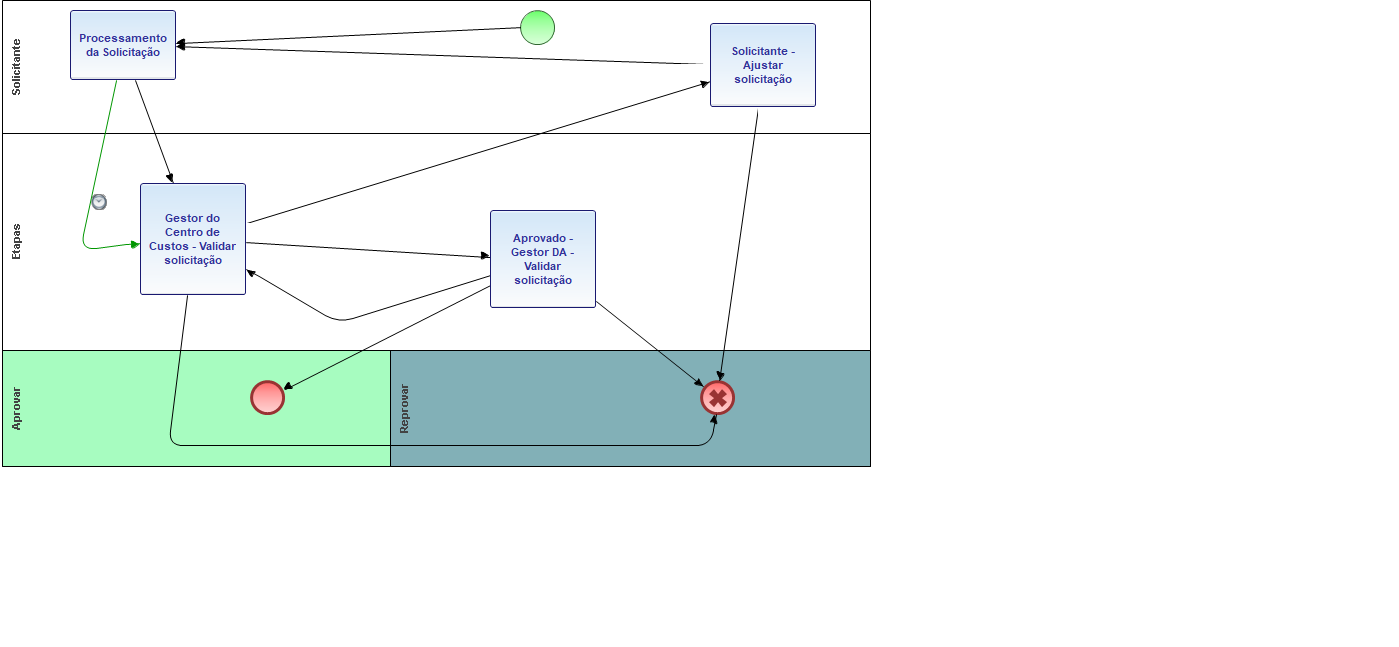 Solicitante
Processamento
da Solicitação
Solicitante -
Ajustar
solicitação
Etapas
Gestor do
Centro de
Custos - Validar
solicitação
Aprovado -
Gestor DA -
Validar
solicitação
Aprovar
Reprovar